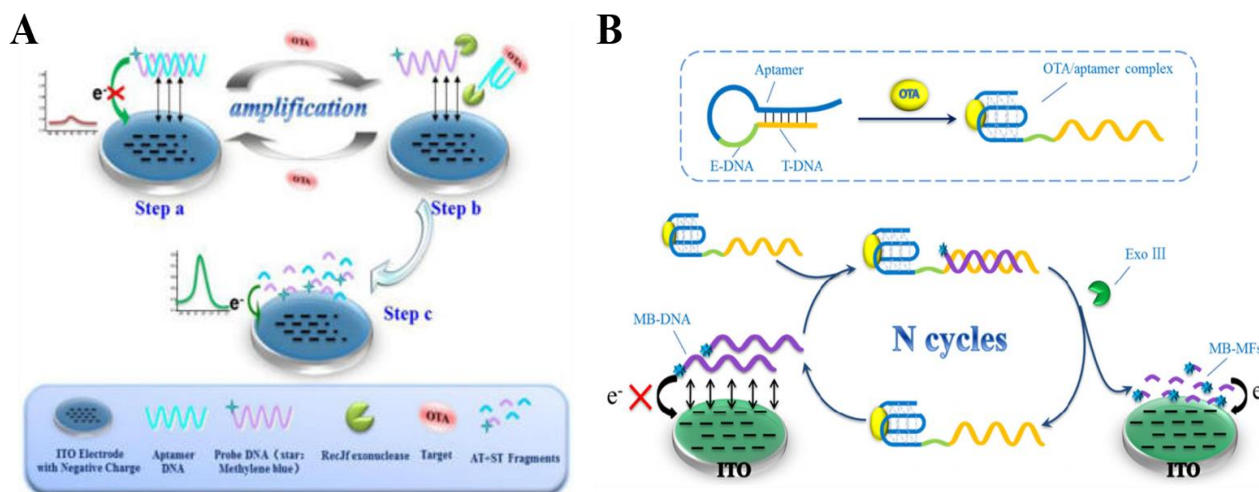 A
OTA
e-
amplification
OTA
OTA
Step a
Step b
e-
Step c
ITO Electrode
with Negative Charge
Aptamer
DNA
Probe DNA (star:
Methylene blue)
RecJf exonuclease
OTA
Target
AT+ST Fragments
B
Aptamer
E-DNA
T-DNA
OTA
OTA/aptamer complex
Exo III
MB-DNA
N cycles
MB-MFs
e-
ITO
e
ITO